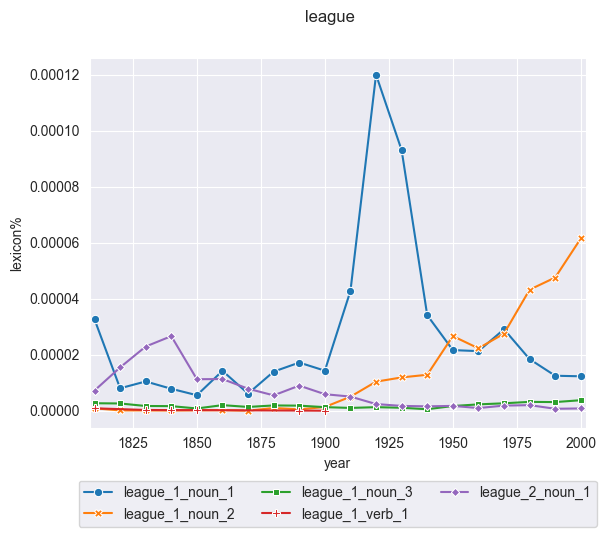 league
0.00012
0.00010
0.00008
0.00006
0.00004
0.00002
0.00000
lexicon%
1825 1850 1875 1900 1925 1950 1975 2000
year
league_1_noun_1 league_1_noun_3 league_2_noun_1
league_1_noun_2 league_1_verb_1